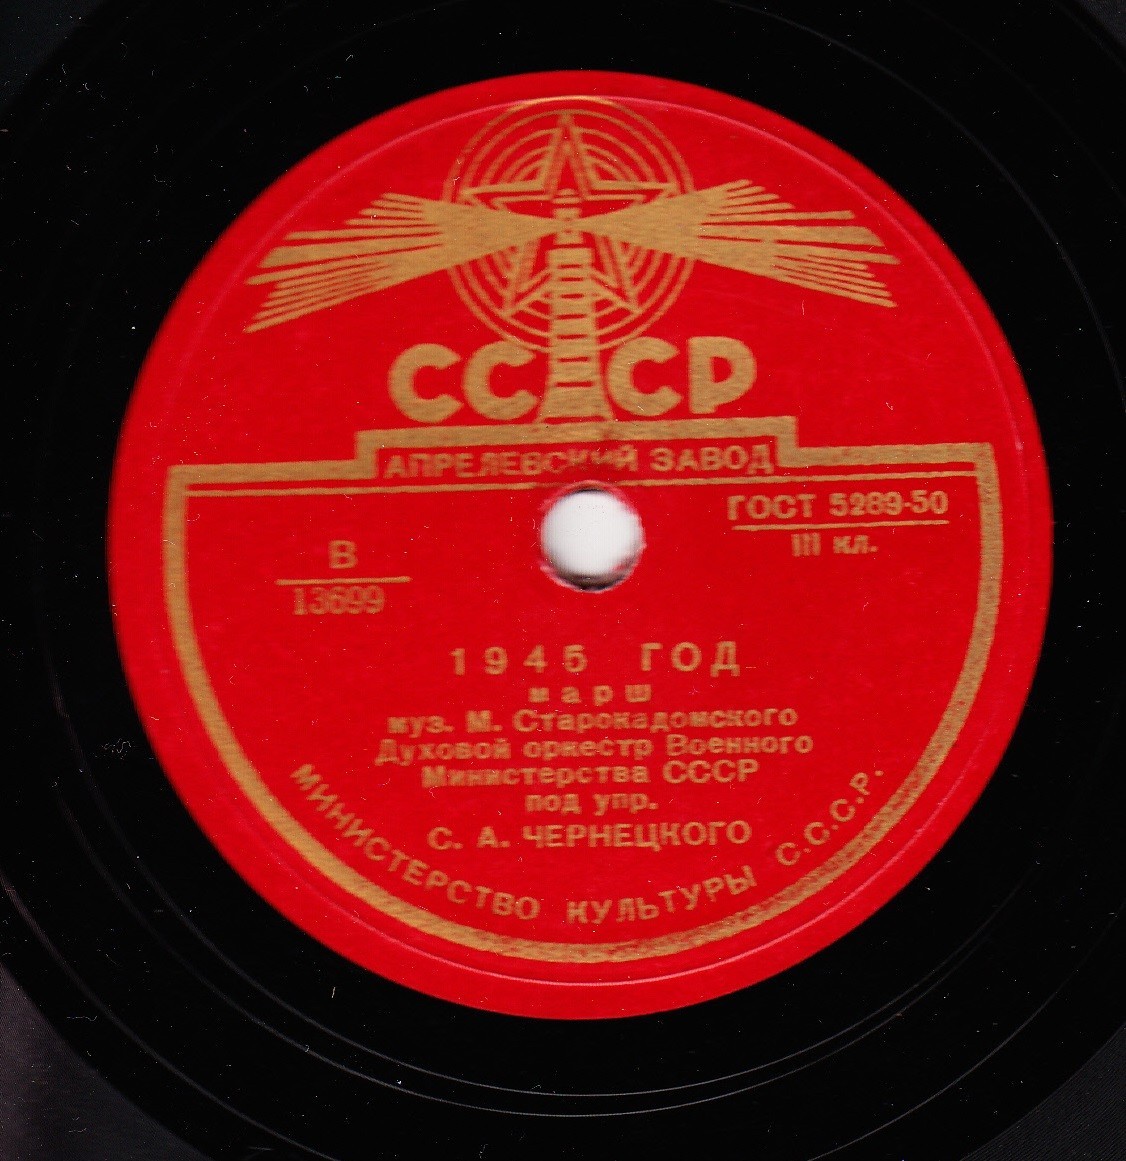 СССР
АПРЕЛЕВСКИЙ ЗАВОД
ГОСТ 5289-50
III кл.
В
13699
1945 ГОД
марш
муз. М. Старокадомского
Духовой оркестр Военного
Министерства СССР
под упр.
С. А. ЧЕРНЕЦКОГО
МИНИСТЕРСТВО КУЛЬТУРЫ С.С.С.Р.